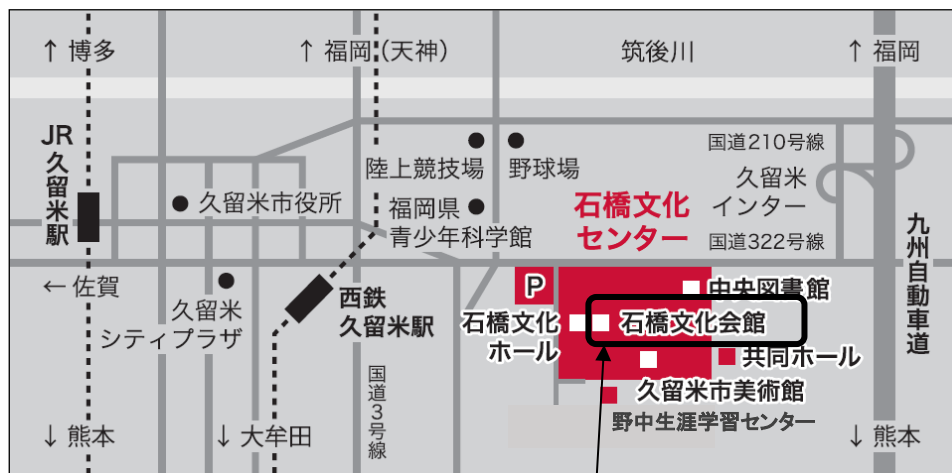 ↑ 博多
↑ 福岡（天神）
筑後川
↑ 福岡
JR
久留米駅
陸上競技場
野球場
国道210号線
久留米
インター
久留米市役所
福岡県
青少年科学館
石橋文化
センター
国道322号線
九州自動車道
← 佐賀
久留米
シティプラザ
西鉄
久留米駅
P
中央図書館
石橋文化
ホール
石橋文化会館
共同ホール
国道3号線
久留米市美術館
野中生涯学習センター
↓ 熊本
↓ 大牟田
↓ 熊本